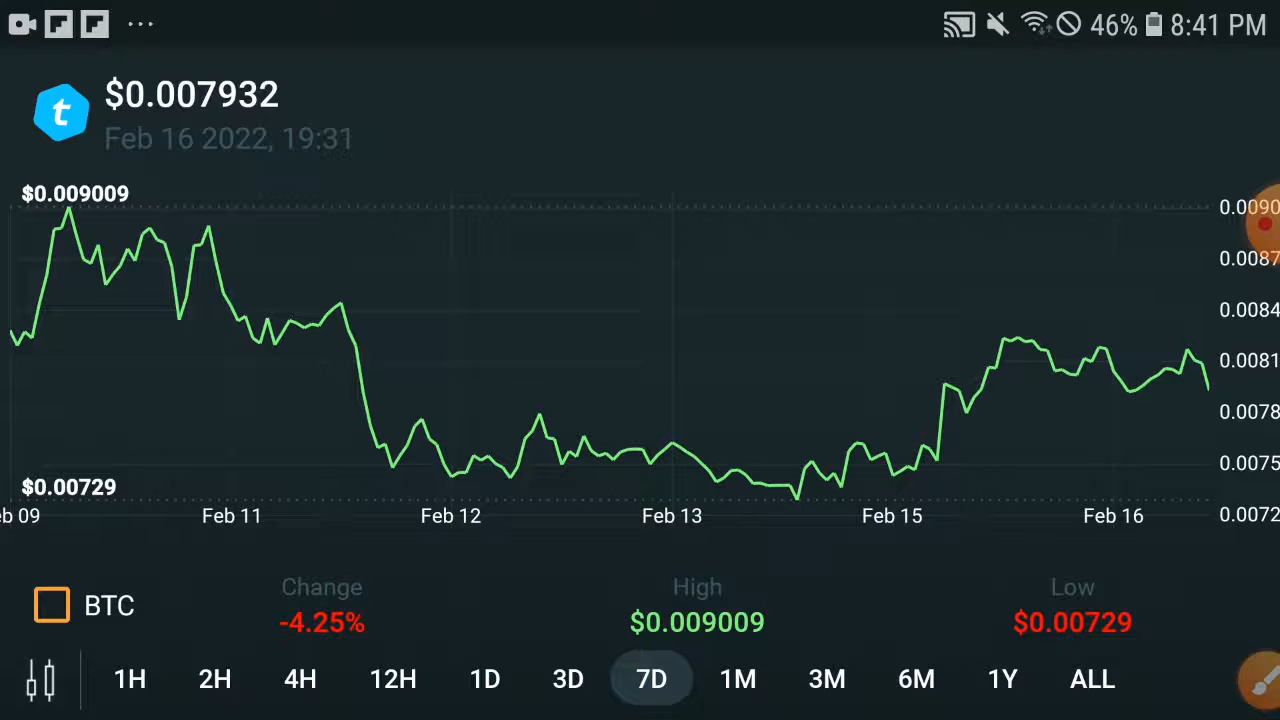 46% 8:41 PM
t
$0.007932
Feb 16 2022, 19:31
$0.009009
0.0090
0.0087
0.0084
0.0081
0.0078
0.0075
$0.00729
0.0072
eb 09 Feb 11 Feb 12 Feb 13 Feb 15 Feb 16
BTC
Change
-4.25%
High
$0.009009
Low
$0.00729
1H 2H 4H 12H 1D 3D 7D 1M 3M 6M 1Y ALL